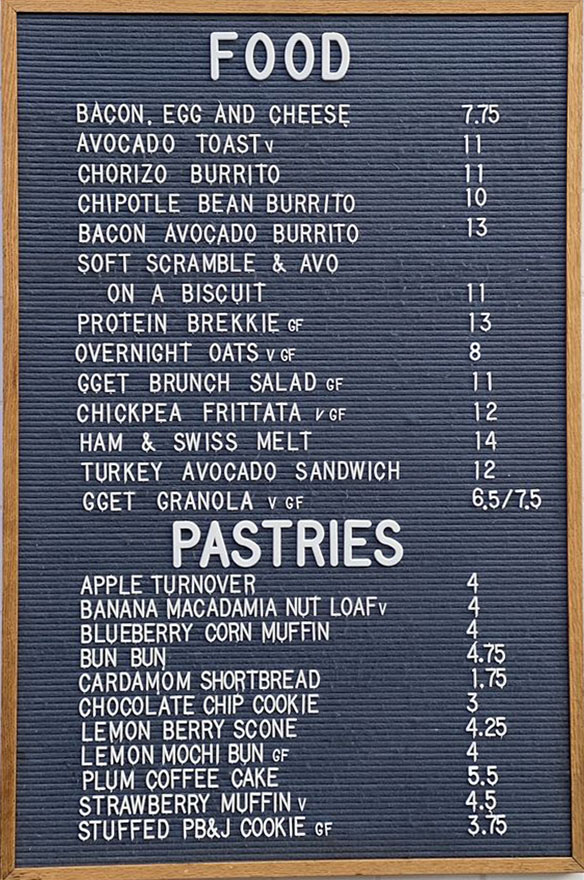 FOOD
BACON, EGG AND CHEESE 7.75
AVOCADO TOAST V 11
CHORIZO BURRITO 11
CHIPOTLE BEAN BURRITO 10
BACON AVOCADO BURRITO 13
SOFT SCRAMBLE & AVO
ON A BISCUIT 11
PROTEIN BREKKIE GF 13
OVERNIGHT OATS V GF 8
GGET BRUNCH SALAD GF 11
CHICKPEA FRITTATA V GF 12
HAM & SWISS MELT 14
TURKEY AVOCADO SANDWICH 12
GGET GRANOLA V GF 6.5/7.5
PASTRIES
APPLE TURNOVER 4
BANANA MACADAMIA NUT LOAF V 4
BLUEBERRY CORN MUFFIN 4
BUN BUN 4.75
CARDAMOM SHORTBREAD 1.75
CHOCOLATE CHIP COOKIE 3
LEMON BERRY SCONE 4.25
LEMON MOCHI BUN GF 4
PLUM COFFEE CAKE 5.5
STRAWBERRY MUFFIN V 4.5
STUFFED PB&J COOKIE GF 3.75